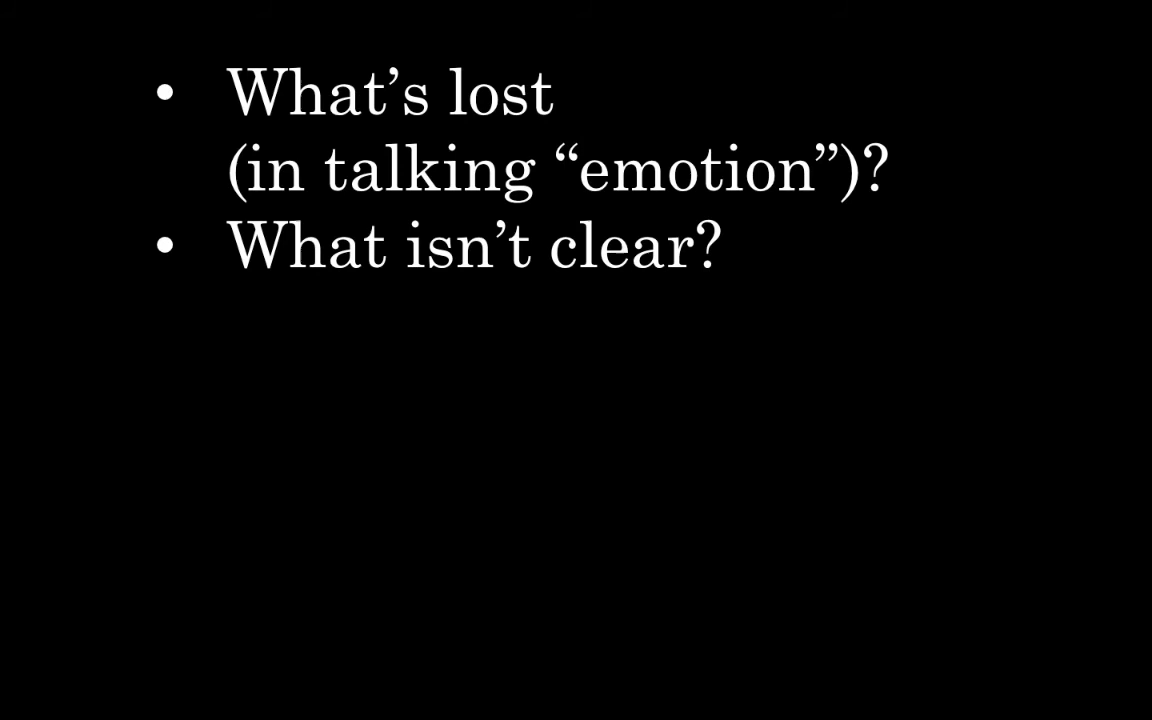 • What’s lost
(in talking “emotion”)?
• What isn’t clear?